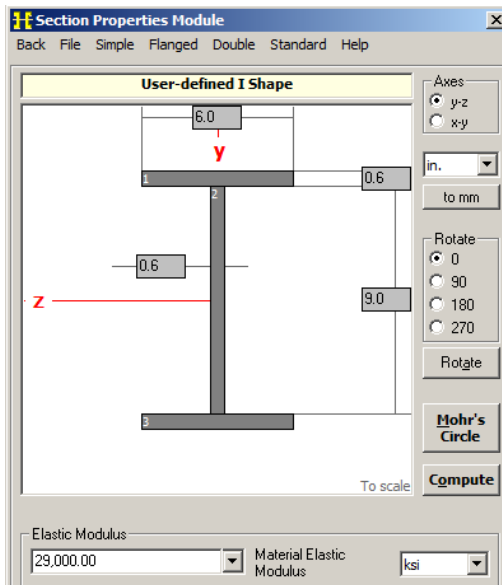 Section Properties Module
Back File Simple Flanged Double Standard Help
User-defined I Shape
Axes
y-z
x-y
in.
to mm
Rotate
0
90
180
270
Rotate
Mohr's
Circle
Compute
6.0
y
1
0.6
2
0.6
z
9.0
3
To scale
Elastic Modulus
29,000.00
Material Elastic
Modulus
ksi